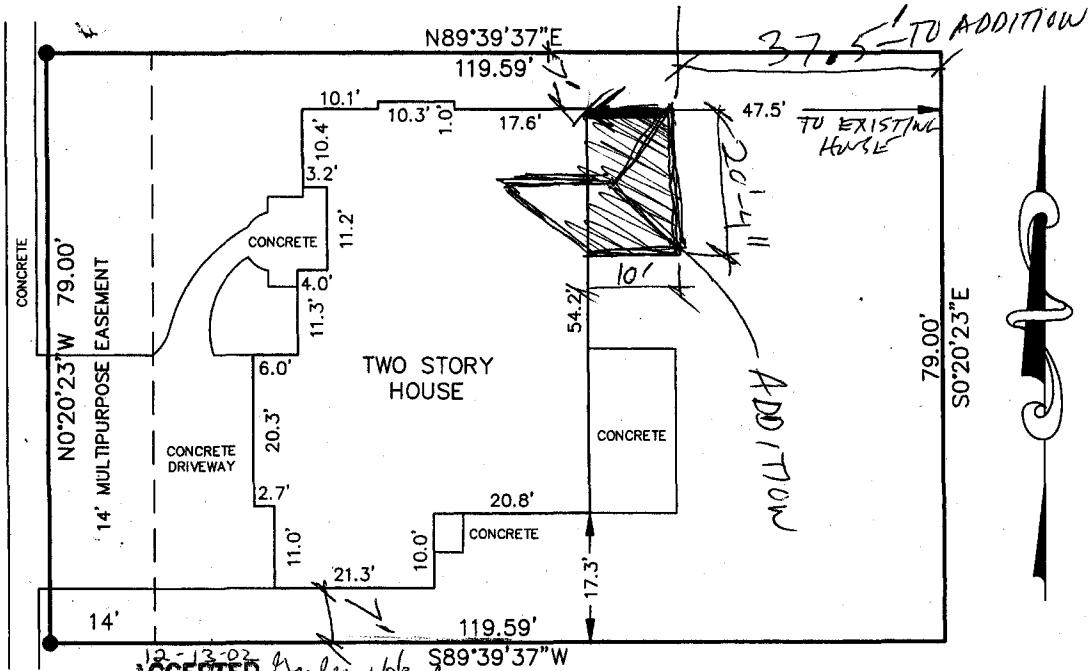 N89°39'37"E
119.59'
37.5' TO ADDITION
10.1'
10.3'
1.0'
17.6'
47.5'
TO EXISTING
HOUSE
10.4'
3.2'
11.2'
CONCRETE
4.0'
11.3'
20'-4"
10'
ADDITION
54.2'
CONCRETE
N0°20'23"W 79.00'
14' MULTIPURPOSE EASEMENT
6.0'
TWO STORY
HOUSE
79.00'
S0°20'23"E
20.3'
CONCRETE
DRIVEWAY
CONCRETE
2.7'
20.8'
11.0'
10.0'
CONCRETE
21.3'
17.3'
14'
119.59'
S89°39'37"W
12-13-02
ACCEPTED